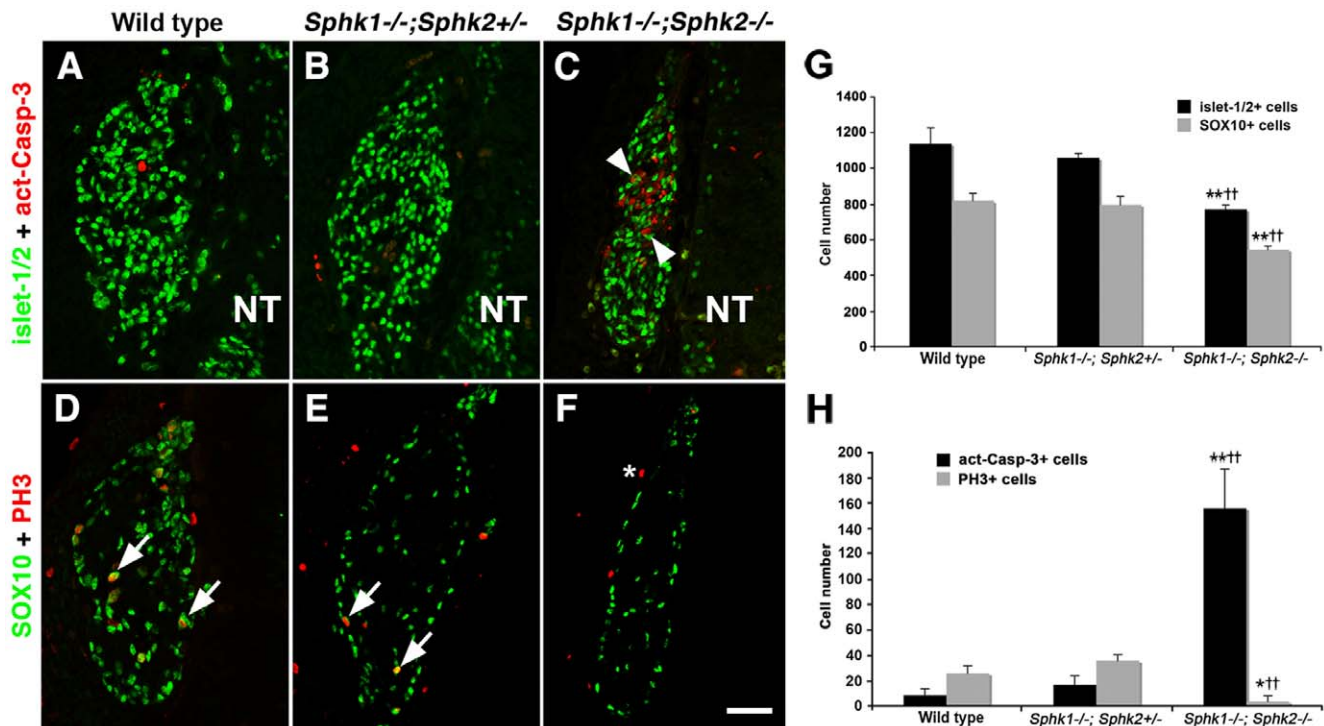 Wild type
Sphk1-/-;Sphk2+/-
Sphk1-/-;Sphk2-/-
islet-1/2 + act-Casp-3
A
B
C
NT
NT
NT
SOX10 + PH3
D
E
F
*
G
1400
1200
1000
800
600
400
200
0
Cell number
islet-1/2+ cells
SOX10+ cells
**††
**††
Wild type
Sphk1-/-; Sphk2+/-
Sphk1-/-; Sphk2-/-
H
200
180
160
140
120
100
80
60
40
20
0
Cell number
act-Casp-3+ cells
PH3+ cells
**††
*††
Wild type
Sphk1-/-; Sphk2+/-
Sphk1-/-; Sphk2-/-